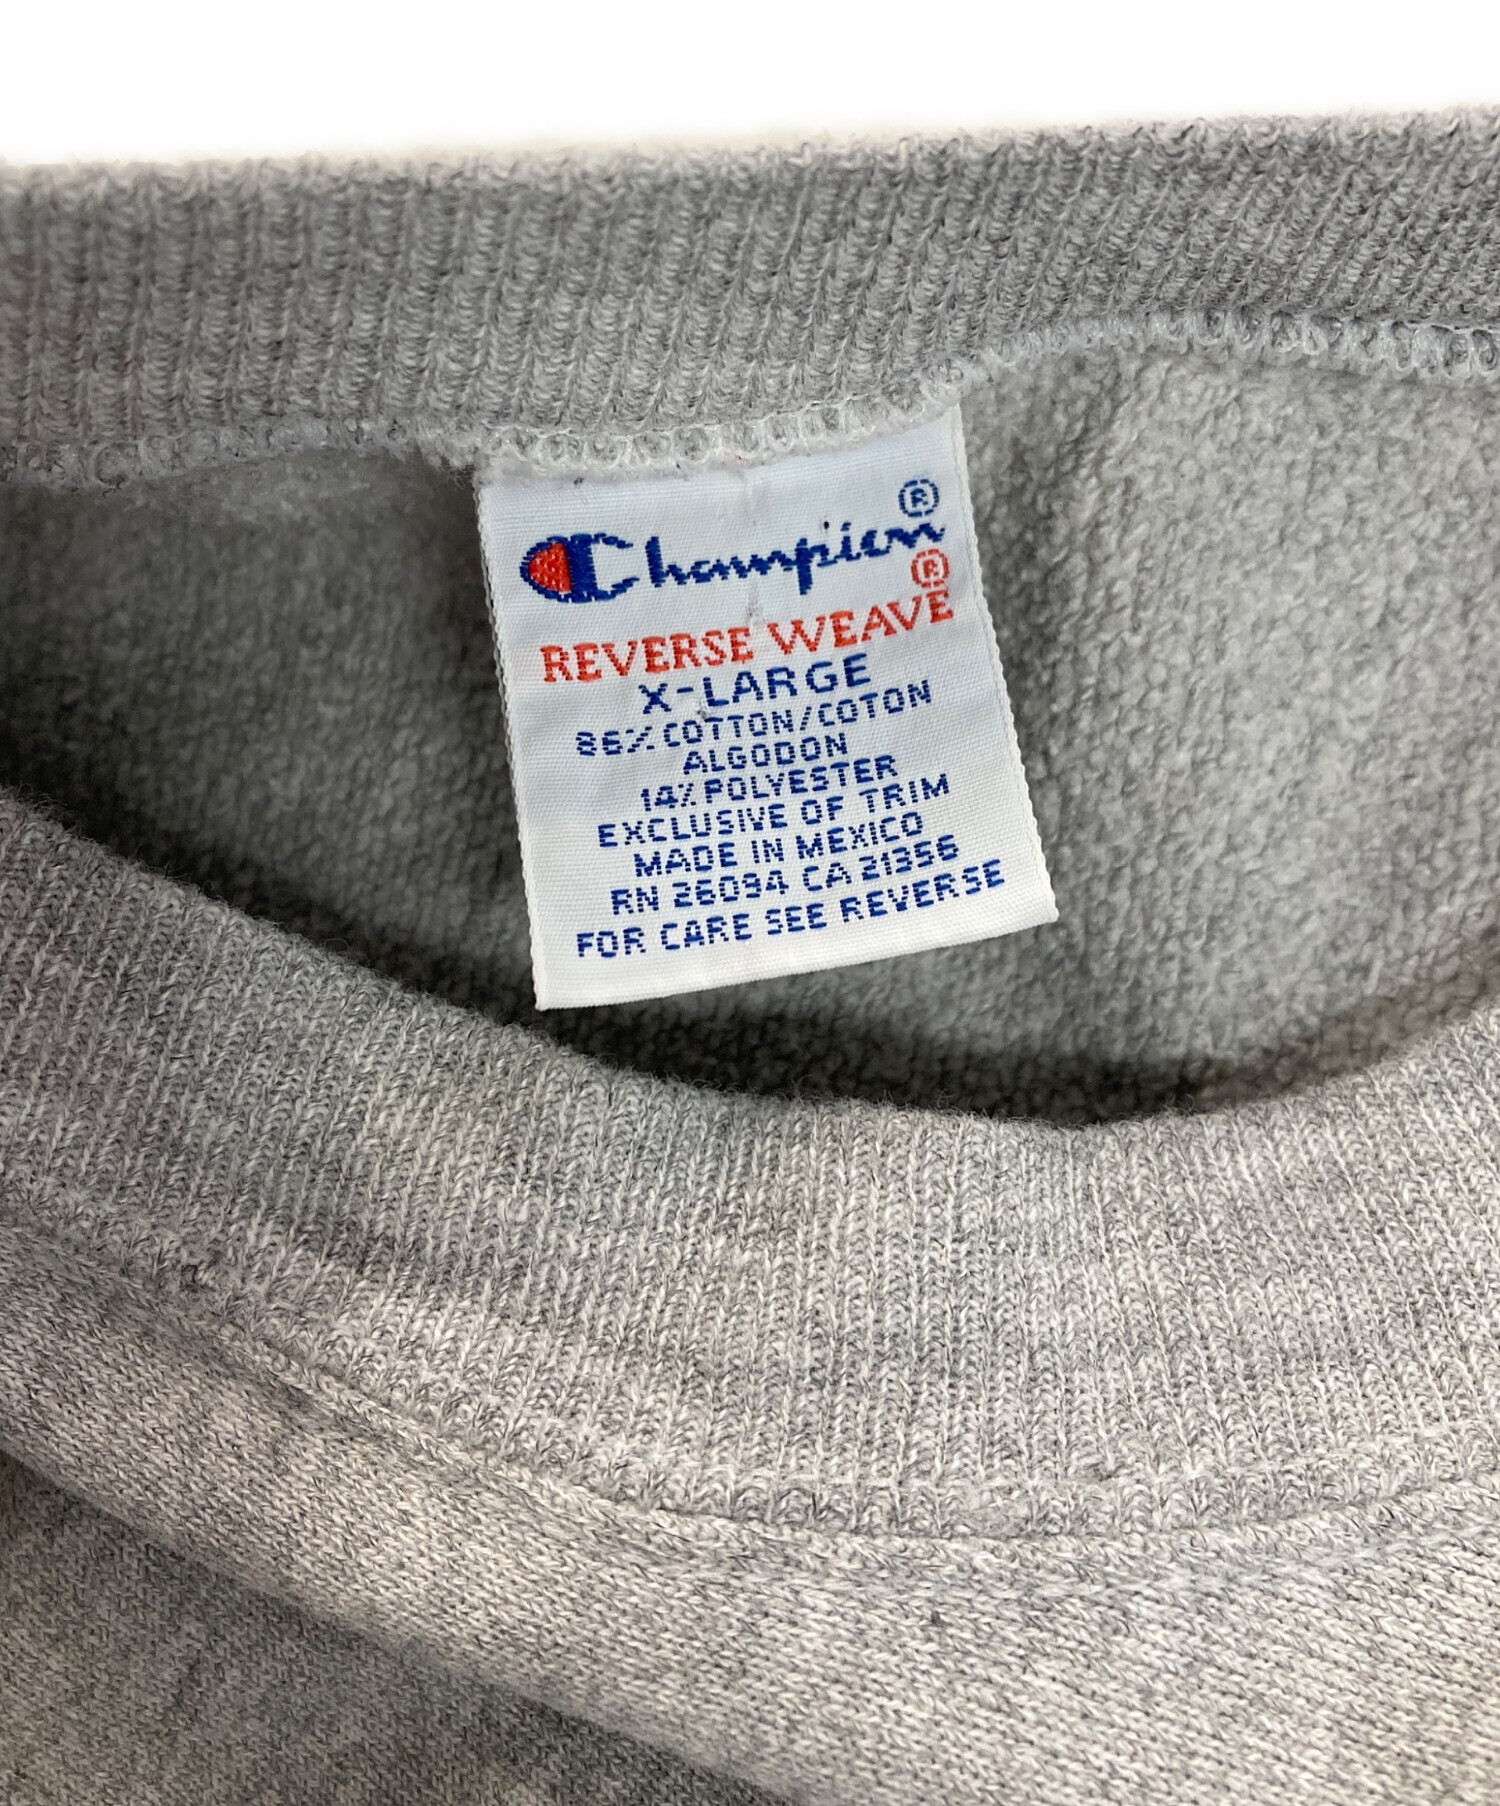 Champion®
REVERSE WEAVE®
X-LARGE
86% COTTON/COTON
ALGODON
14% POLYESTER
EXCLUSIVE OF TRIM
MADE IN MEXICO
RN 26094 CA 21356
FOR CARE SEE REVERSE